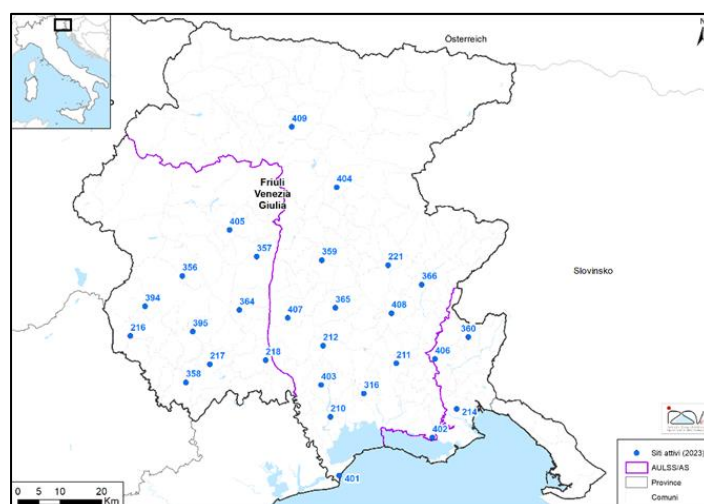 Österreich
N
409
404
Friuli
Venezia
Giulia
405
357
359
221
Slovinsko
356
366
394
364
407
365
408
216
395
212
360
217
218
211
406
358
403
316
210
214
402
401
Siti attivi (2023)
AULSS/AS
Province
Comuni
0 5 10 20
Km